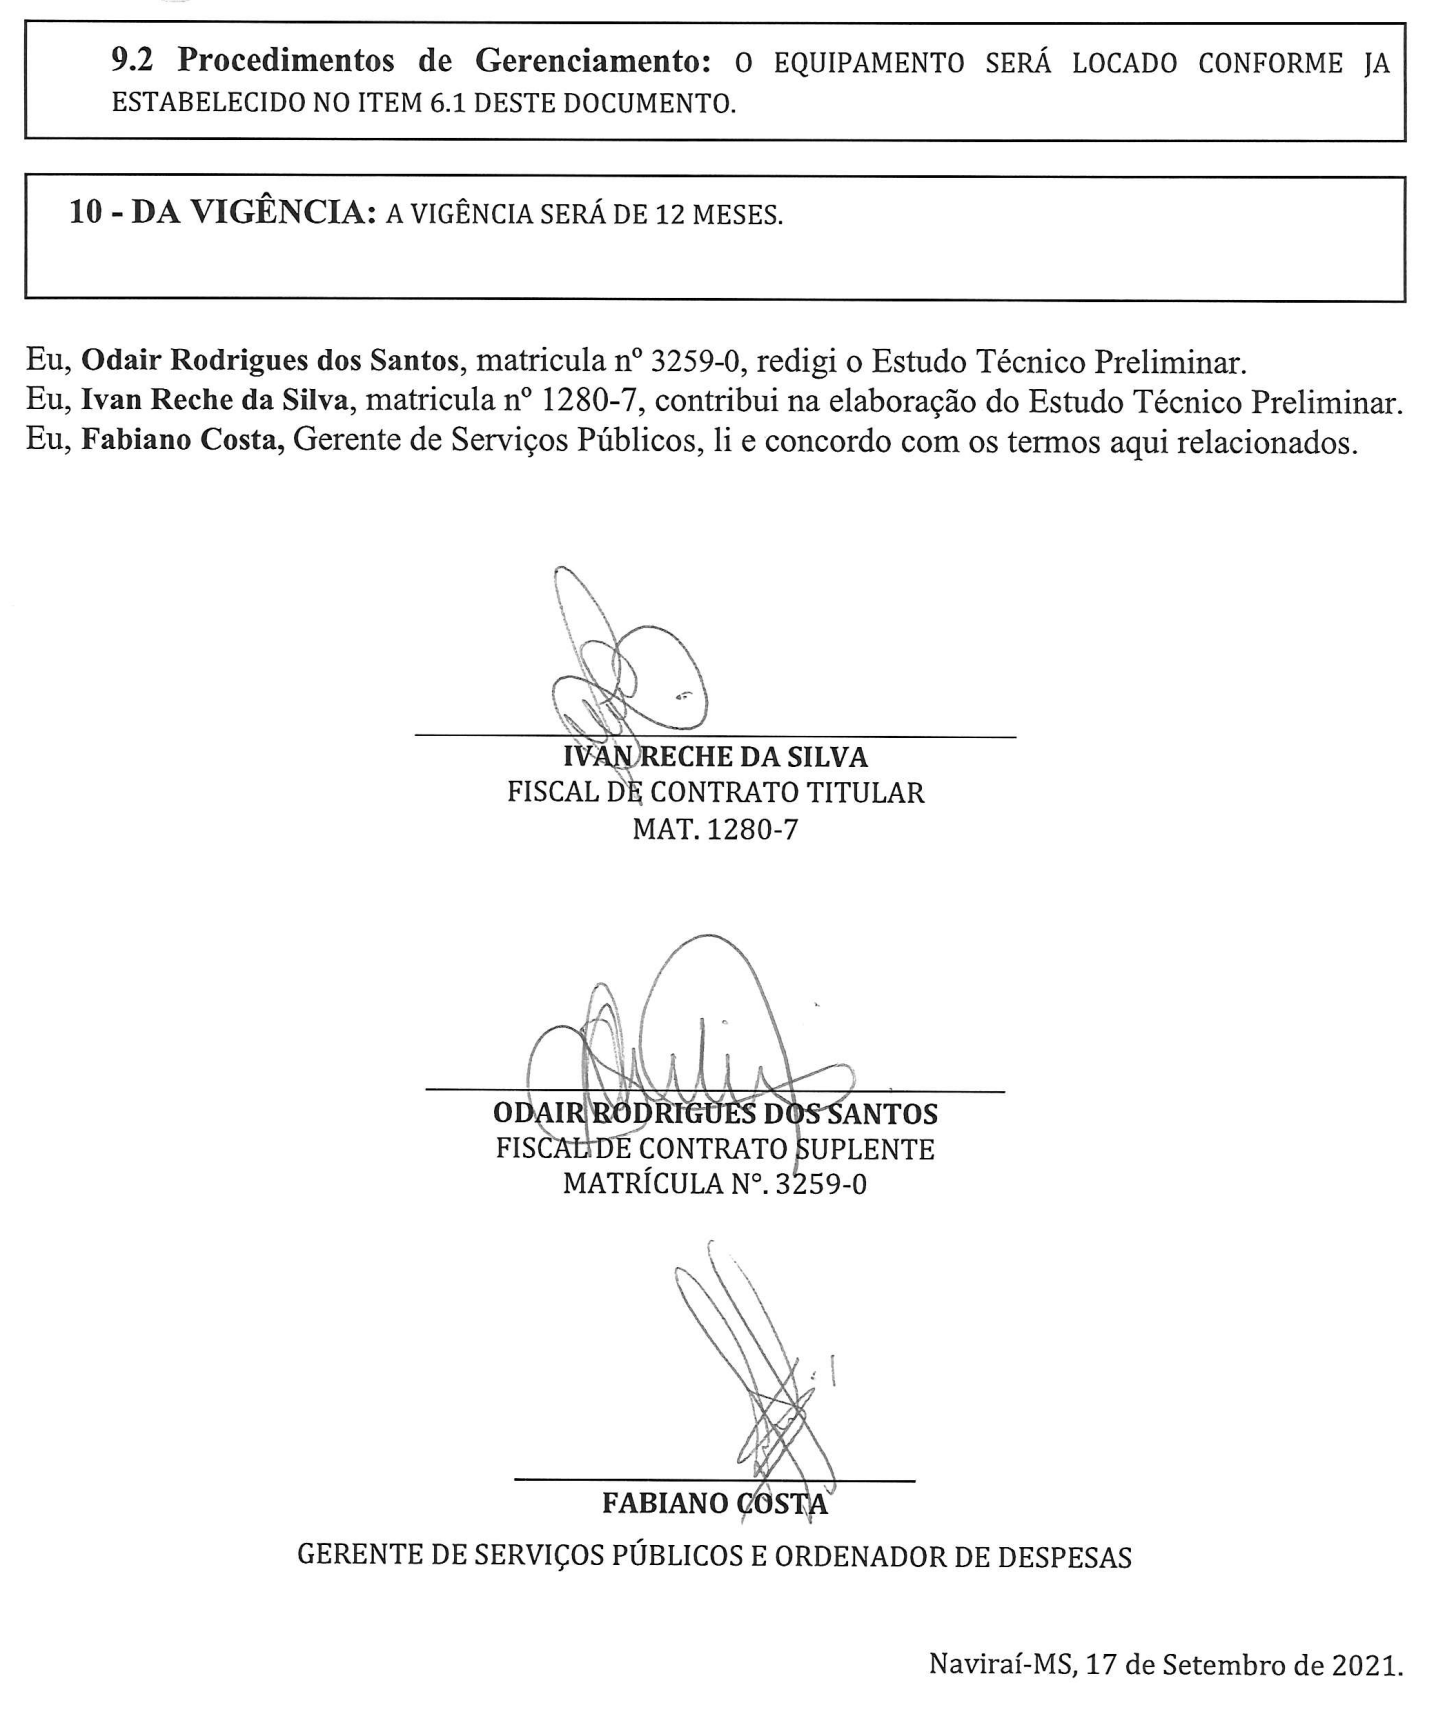 9.2 Procedimentos de Gerenciamento: O EQUIPAMENTO SERÁ LOCADO CONFORME JA
ESTABELECIDO NO ITEM 6.1 DESTE DOCUMENTO.
10 - DA VIGÊNCIA: A VIGÊNCIA SERÁ DE 12 MESES.
Eu, Odair Rodrigues dos Santos, matricula nº 3259-0, redigi o Estudo Técnico Preliminar.
Eu, Ivan Reche da Silva, matricula nº 1280-7, contribui na elaboração do Estudo Técnico Preliminar.
Eu, Fabiano Costa, Gerente de Serviços Públicos, li e concordo com os termos aqui relacionados.
IVAN RECHE DA SILVA
FISCAL DE CONTRATO TITULAR
MAT. 1280-7
ODAIR RODRIGUES DOS SANTOS
FISCAL DE CONTRATO SUPLENTE
MATRÍCULA N°. 3259-0
FABIANO COSTA
GERENTE DE SERVIÇOS PÚBLICOS E ORDENADOR DE DESPESAS
Naviraí-MS, 17 de Setembro de 2021.